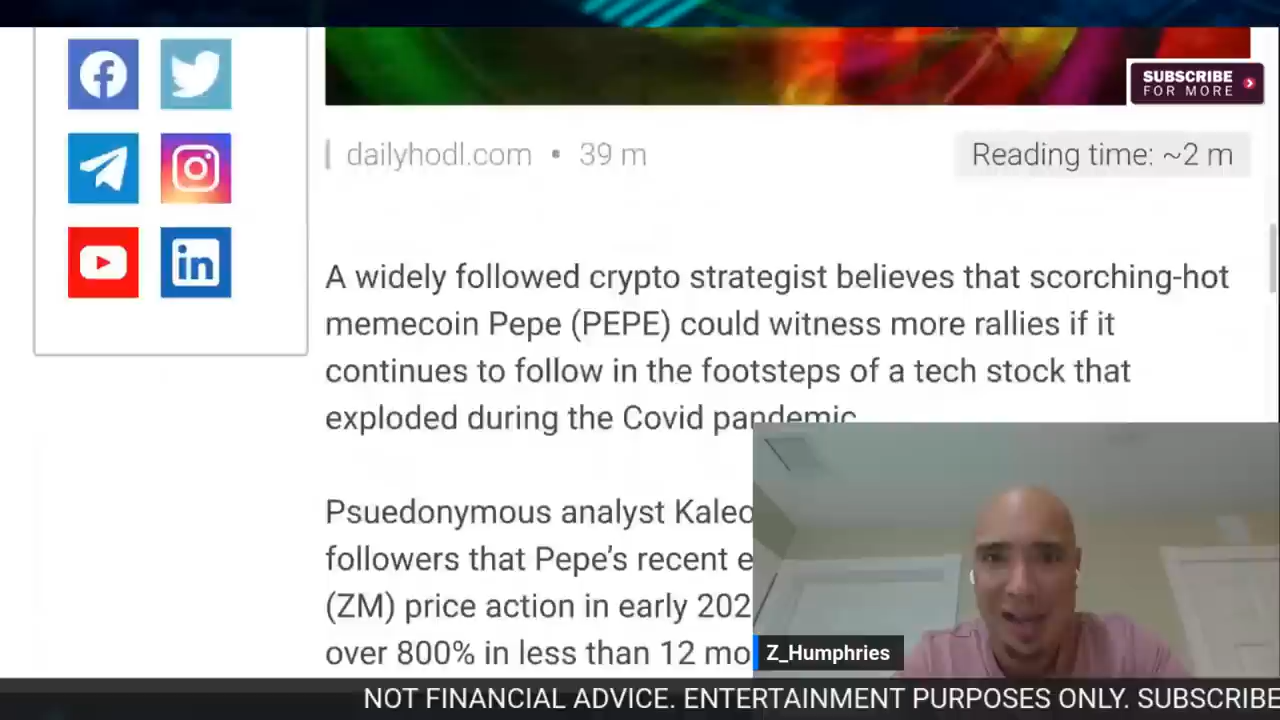 SUBSCRIBE
FOR MORE
dailyhodl.com • 39 m
Reading time: ~2 m
A widely followed crypto strategist believes that scorching-hot
memecoin Pepe (PEPE) could witness more rallies if it
continues to follow in the footsteps of a tech stock that
exploded during the Covid pandemic
Psuedonymous analyst Kaleo
followers that Pepe's recent e
(ZM) price action in early 202
over 800% in less than 12 mo
Z_Humphries
NOT FINANCIAL ADVICE. ENTERTAINMENT PURPOSES ONLY. SUBSCRIBE